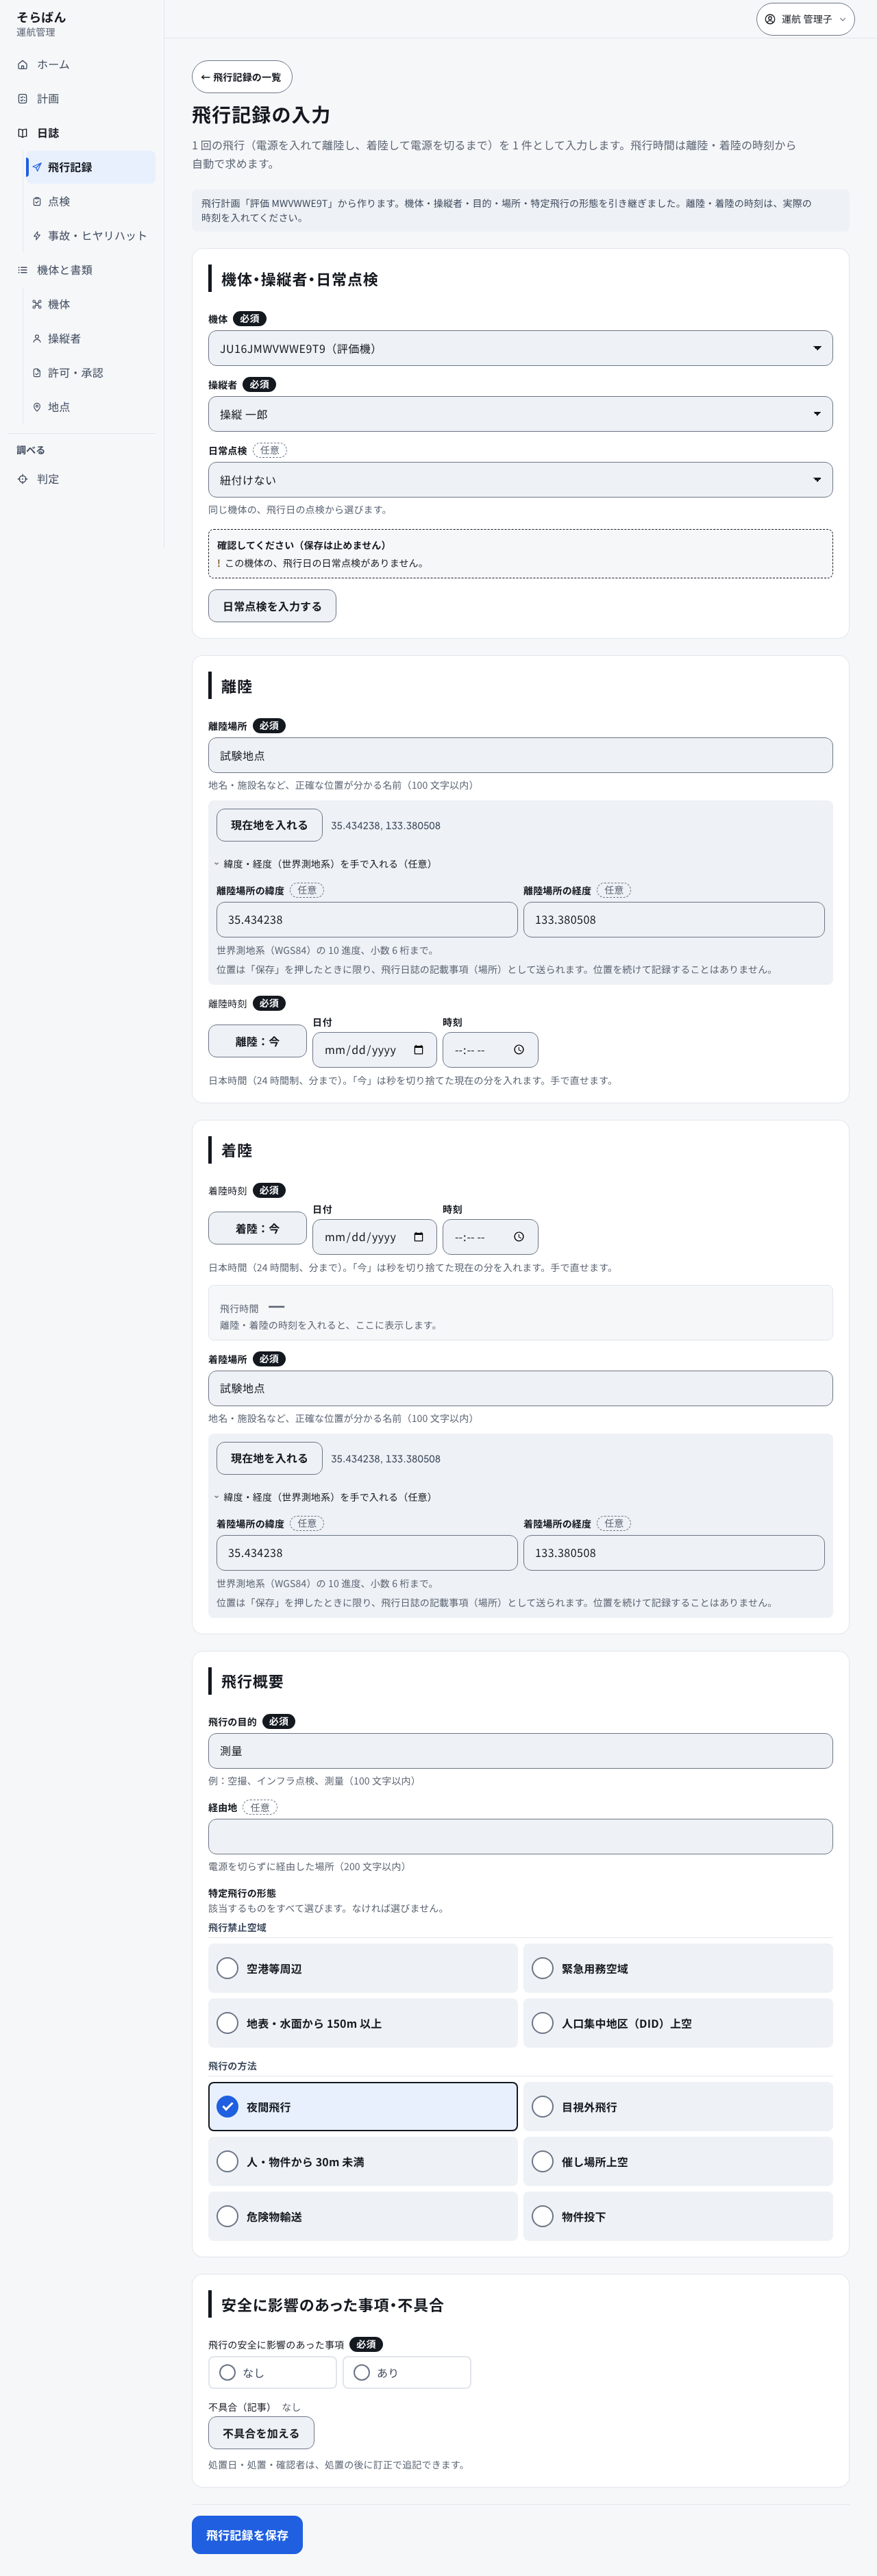 そらばん
運航管理
ホーム
計画
日誌
飛行記録
点検
事故・ヒヤリハット
機体と書類
機体
操縦者
許可・承認
地点
調べる
判定
運航 管理子
← 飛行記録の一覧
飛行記録の入力
1 回の飛行（電源を入れて離陸し、着陸して電源を切るまで）を 1 件として入力します。飛行時間は離陸・着陸の時刻から
自動で求めます。
飛行計画「評価 MWVWWE9T」から作ります。機体・操縦者・目的・場所・特定飛行の形態を引き継ぎました。離陸・着陸の時刻は、実際の
時刻を入れてください。
機体・操縦者・日常点検
機体 必須
JU16JMWVWWE9T9（評価機）
操縦者 必須
操縦 一郎
日常点検 任意
紐付けない
同じ機体の、飛行日の点検から選びます。
確認してください（保存は止めません）
! この機体の、飛行日の日常点検がありません。
日常点検を入力する
離陸
離陸場所 必須
試験地点
地名・施設名など、正確な位置が分かる名前（100 文字以内）
現在地を入れる 35.434238, 133.380508
緯度・経度（世界測地系）を手で入れる（任意）
離陸場所の緯度 任意 離陸場所の経度 任意
35.434238 133.380508
世界測地系（WGS84）の 10 進度、小数 6 桁まで。
位置は「保存」を押したときに限り、飛行日誌の記載事項（場所）として送られます。位置を続けて記録することはありません。
離陸時刻 必須
日付 時刻
離陸：今 mm/dd/yyyy --:-- --
日本時間（24 時間制、分まで）。「今」は秒を切り捨てた現在の分を入れます。手で直せます。
着陸
着陸時刻 必須
日付 時刻
着陸：今 mm/dd/yyyy --:-- --
日本時間（24 時間制、分まで）。「今」は秒を切り捨てた現在の分を入れます。手で直せます。
飛行時間 —
離陸・着陸の時刻を入れると、ここに表示します。
着陸場所 必須
試験地点
地名・施設名など、正確な位置が分かる名前（100 文字以内）
現在地を入れる 35.434238, 133.380508
緯度・経度（世界測地系）を手で入れる（任意）
着陸場所の緯度 任意 着陸場所の経度 任意
35.434238 133.380508
世界測地系（WGS84）の 10 進度、小数 6 桁まで。
位置は「保存」を押したときに限り、飛行日誌の記載事項（場所）として送られます。位置を続けて記録することはありません。
飛行概要
飛行の目的 必須
測量
例：空撮、インフラ点検、測量（100 文字以内）
経由地 任意
電源を切らずに経由した場所（200 文字以内）
特定飛行の形態
該当するものをすべて選びます。なければ選びません。
飛行禁止空域
空港等周辺 緊急用務空域
地表・水面から 150m 以上 人口集中地区（DID）上空
飛行の方法
夜間飛行 目視外飛行
人・物件から 30m 未満 催し場所上空
危険物輸送 物件投下
安全に影響のあった事項・不具合
飛行の安全に影響のあった事項 必須
なし あり
不具合（記事） なし
不具合を加える
処置日・処置・確認者は、処置の後に訂正で追記できます。
飛行記録を保存